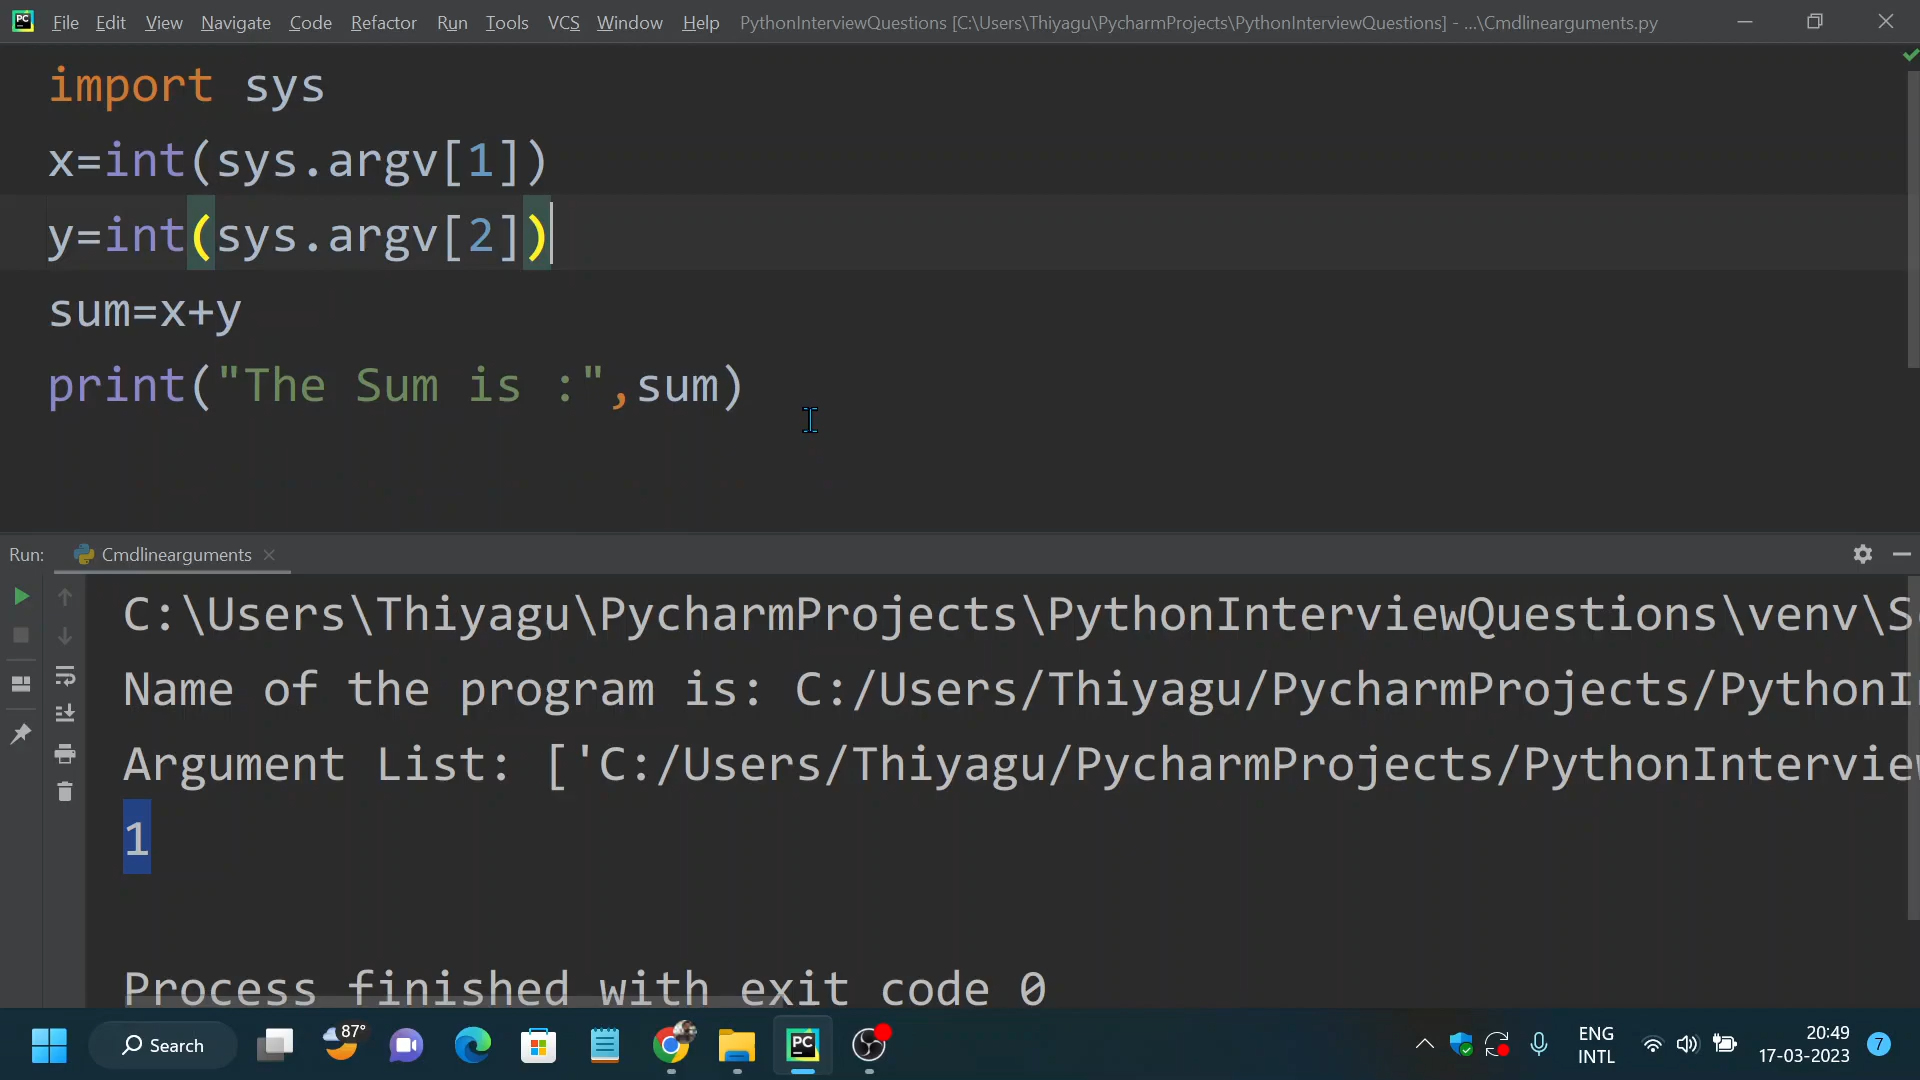 PC File Edit View Navigate Code Refactor Run Tools VCS Window Help PythonInterviewQuestions [C:\Users\Thiyagu\PycharmProjects\PythonInterviewQuestions] - ...\Cmdlinearguments.py
import sys
x=int(sys.argv[1])
y=int(sys.argv[2])
sum=x+y
print("The Sum is :",sum)
Run: Cmdlinearguments
C:\Users\Thiyagu\PycharmProjects\PythonInterviewQuestions\venv\S
Name of the program is: C:/Users/Thiyagu/PycharmProjects/PythonI
Argument List: ['C:/Users/Thiyagu/PycharmProjects/PythonIntervie
1
Process finished with exit code 0
Search 87° PC ENG 20:49 7
INTL 17-03-2023